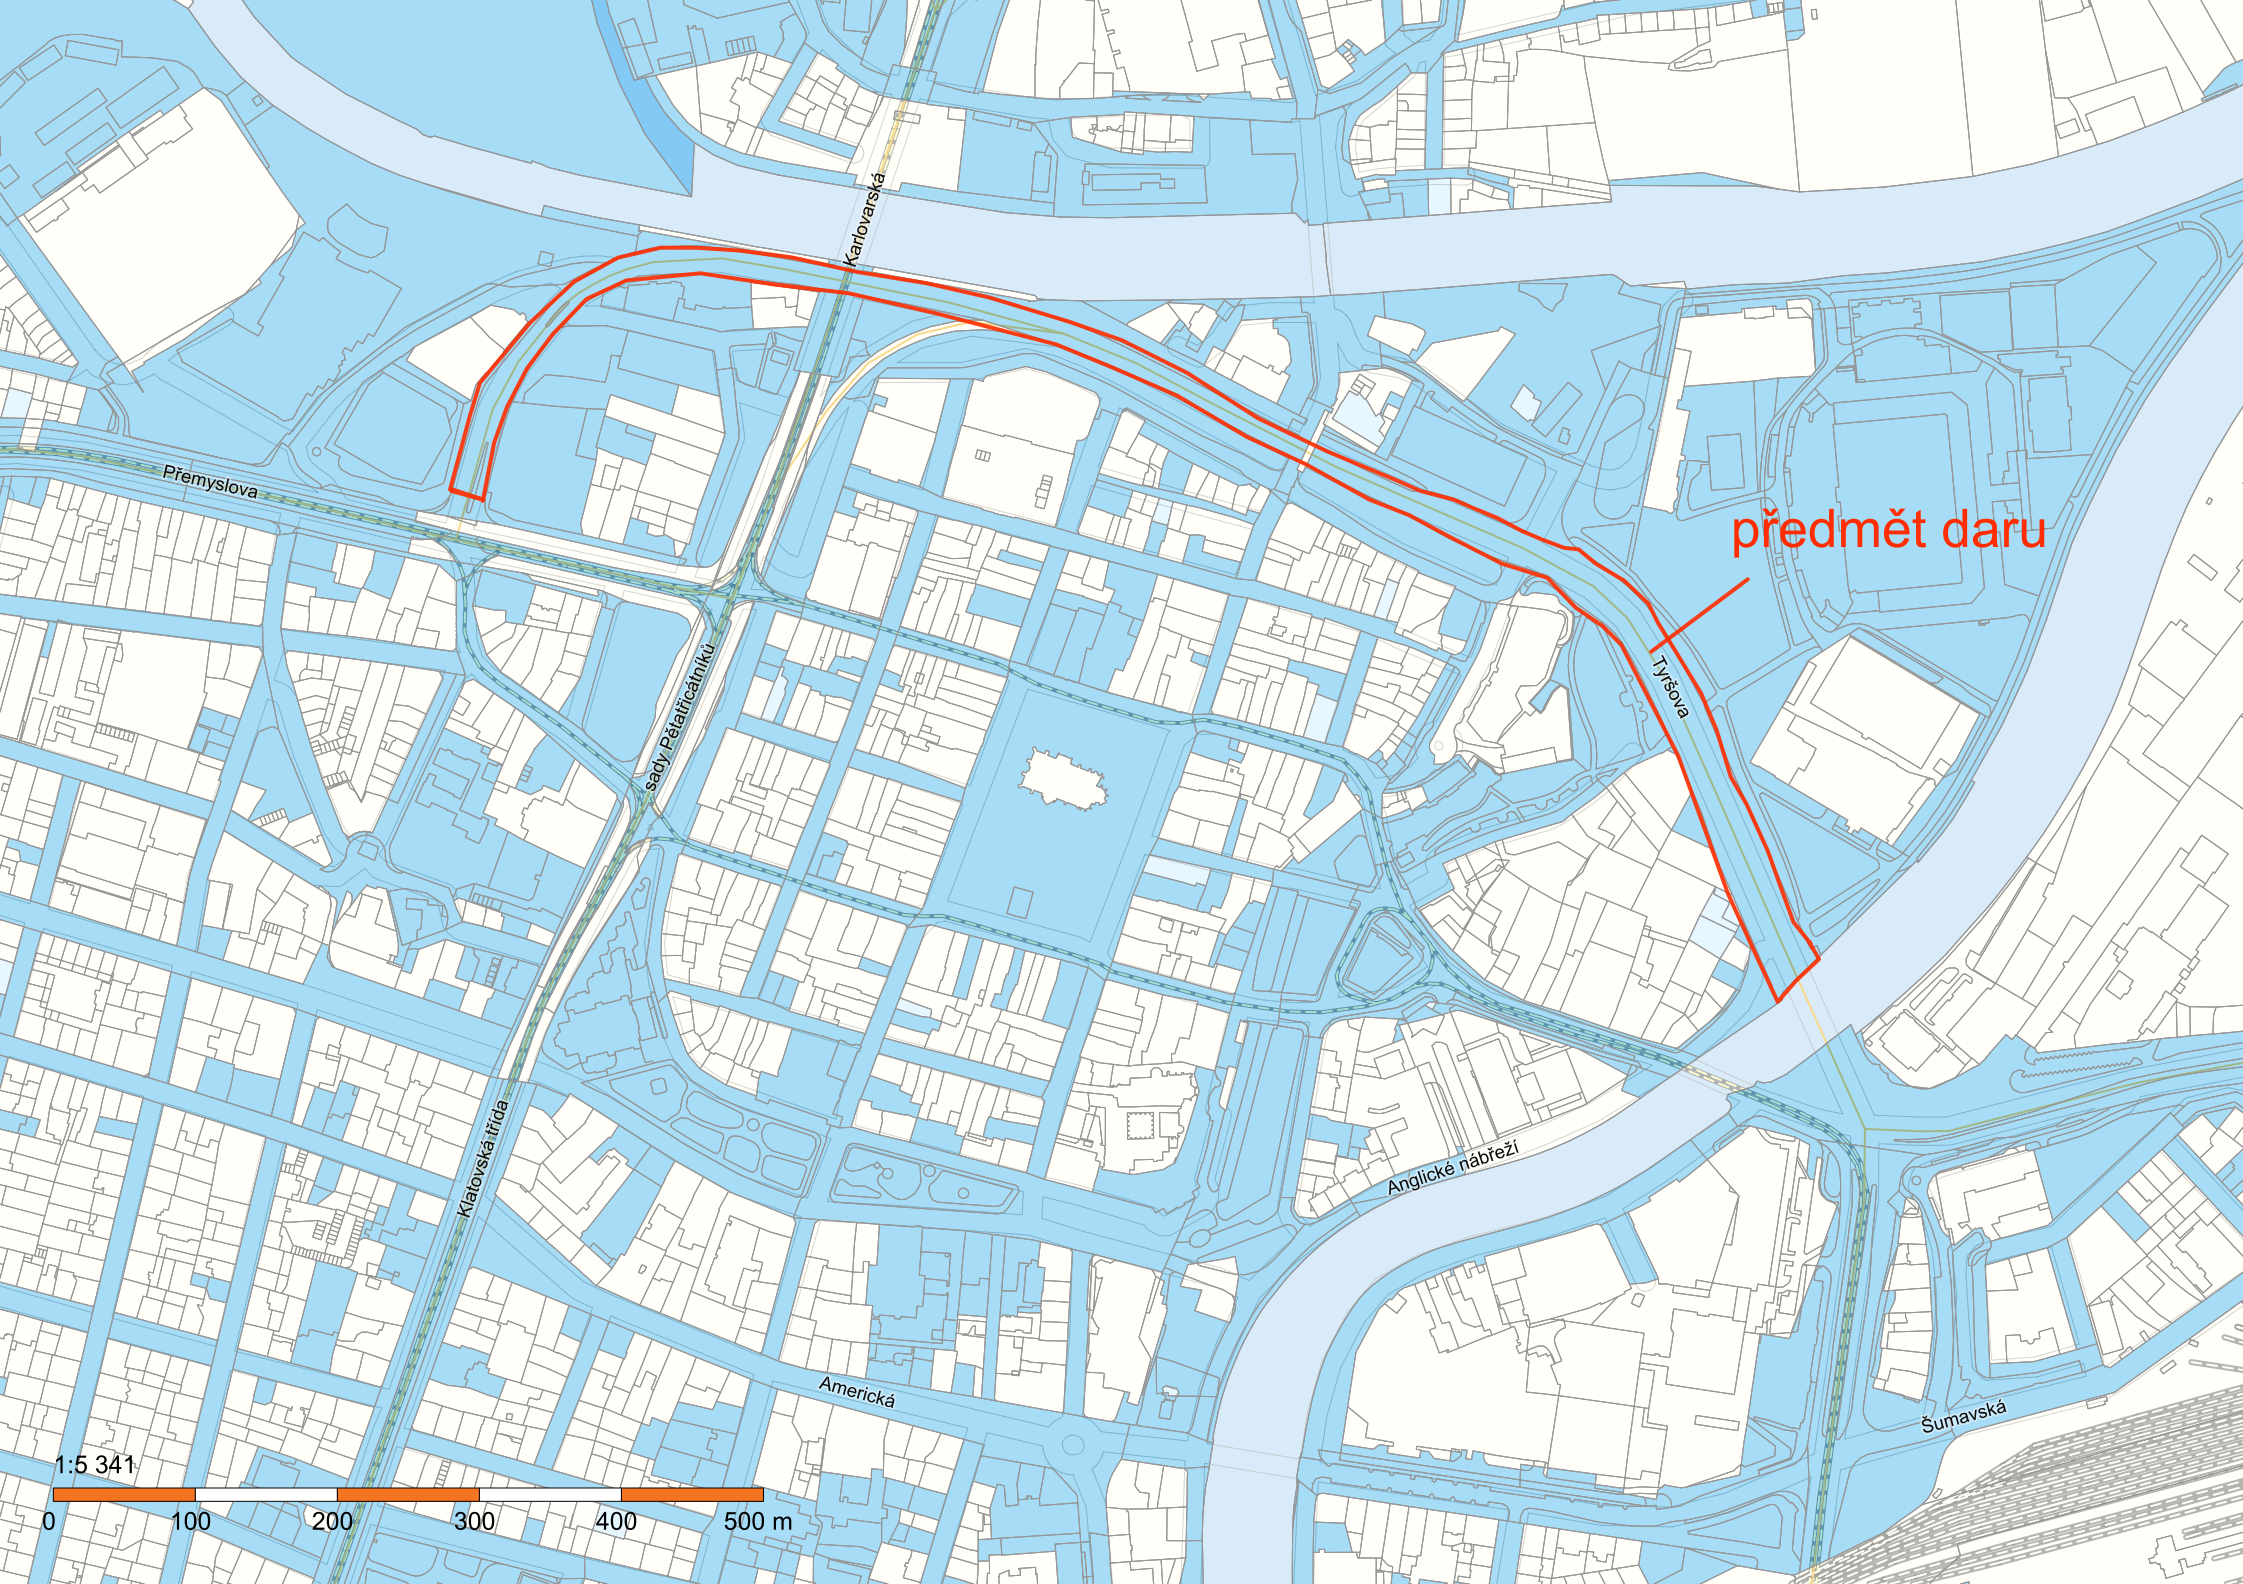 Karlovarská
Přemyslova
předmět daru
sady Pětatřicátníků
Tyršova
Klatovská třída
Anglické nábřeží
Americká
Šumavská
1:5 341
0 100 200 300 400 500 m